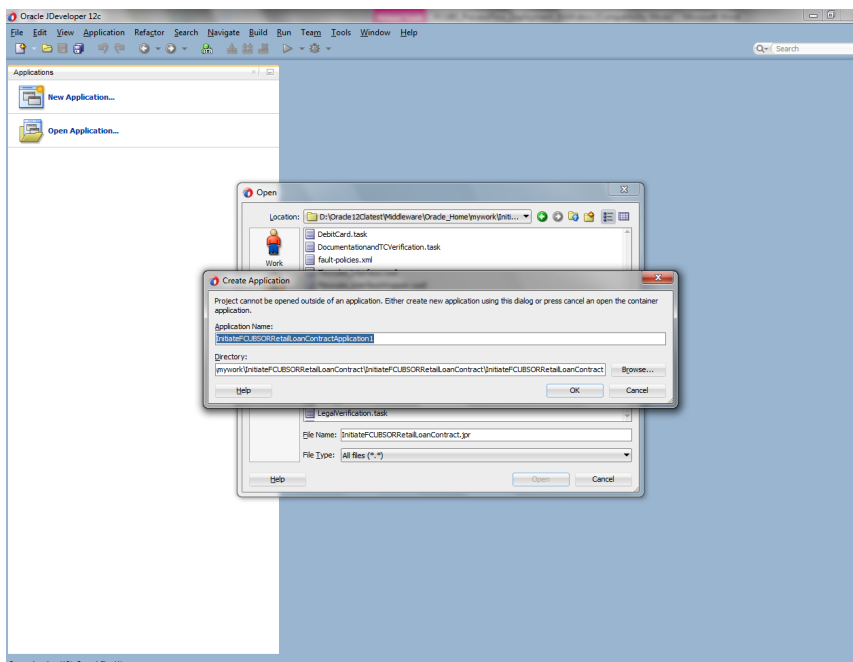 Oracle JDeveloper 12c
File Edit View Application Refactor Search Navigate Build Run Team Tools Window Help
Search
Applications
New Application...
Open Application...
Open
Location: D:\Oracle12Clatest\Middleware\Oracle_Home\mywork\Initi...
DebitCard.task
DocumentationandTCVerification.task
Work
fault-policies.xml
Create Application
Project cannot be opened outside of an application. Either create new application using this dialog or press cancel an open the container
application.
Application Name:
InitiateFCUBSORRetailLoanContractApplication1
Directory:
mywork\InitiateFCUBSORRetailLoanContract\InitiateFCUBSORRetailLoanContract\InitiateFCUBSORRetailLoanContract Browse...
Help OK Cancel
LegalVerification.task
File Name: InitiateFCUBSORRetailLoanContract.jpr
File Type: All files (*.*)
Help Open Cancel